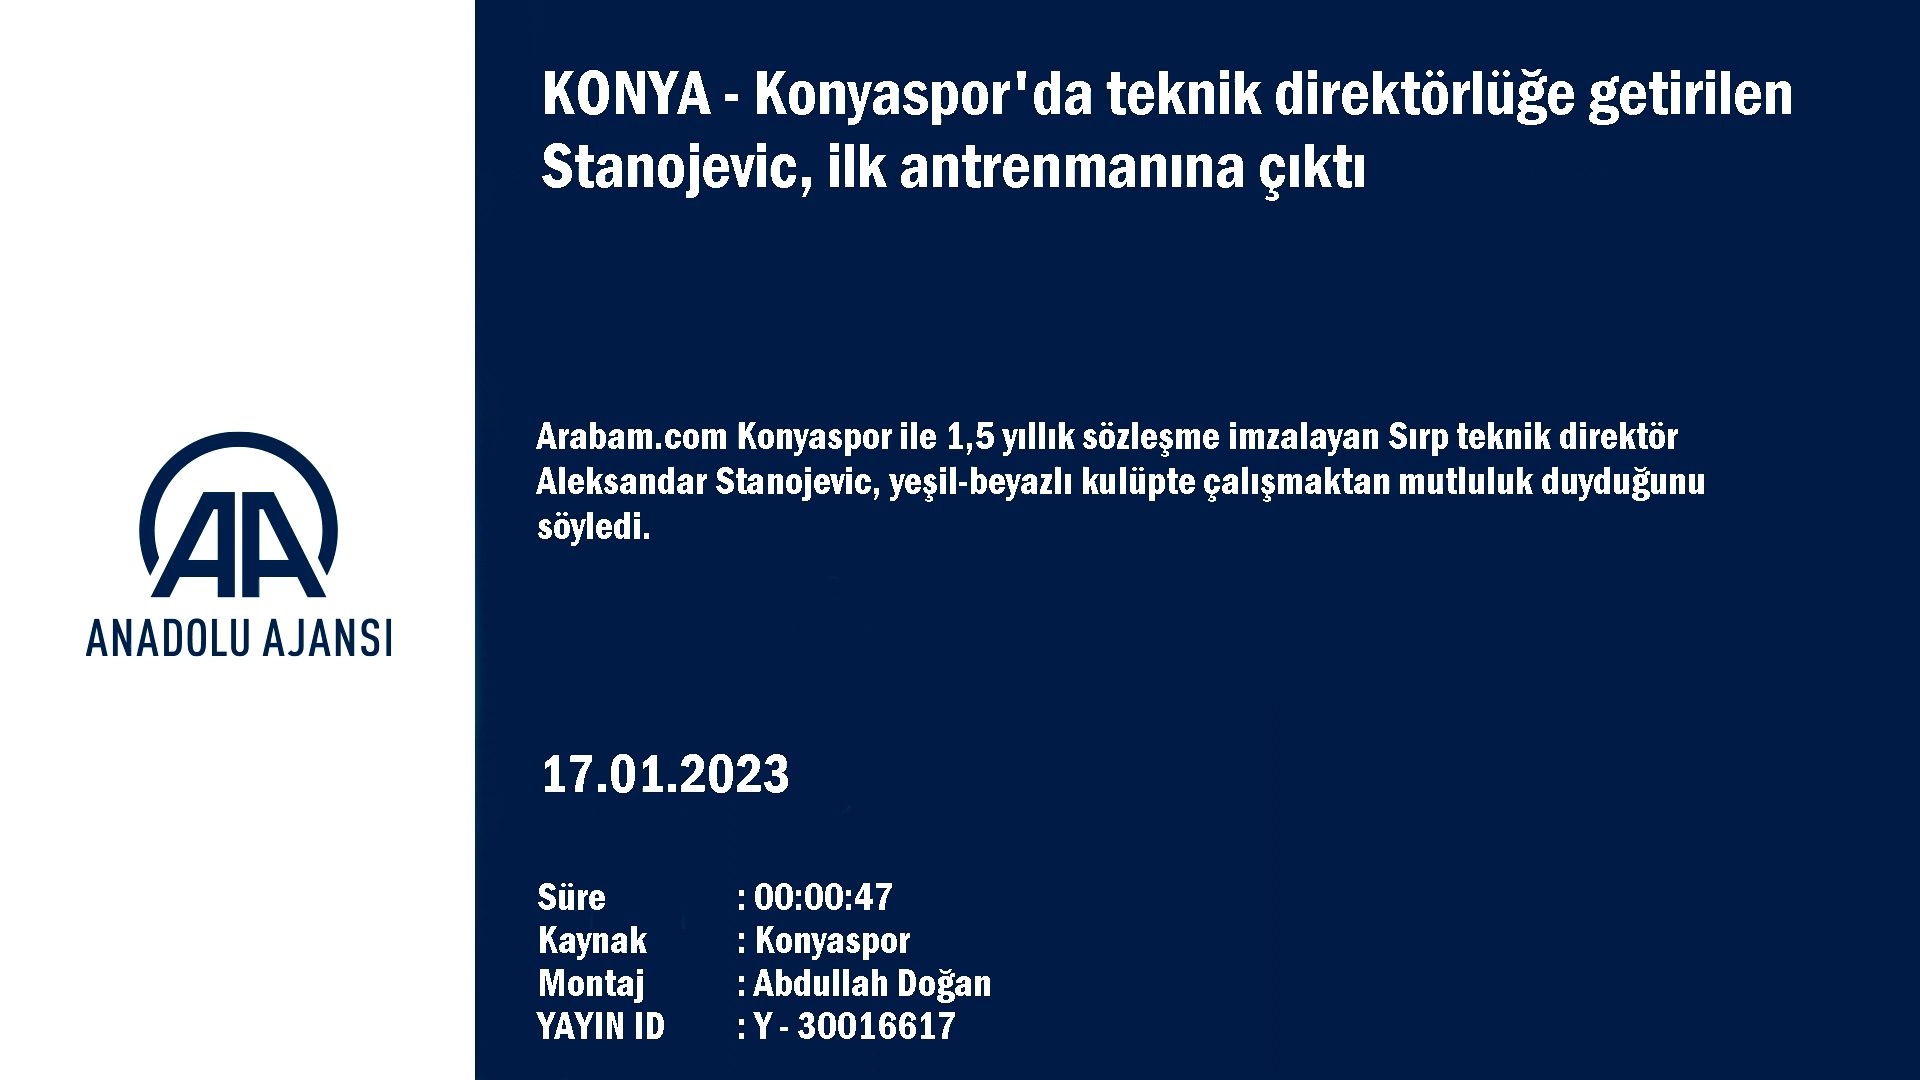 KONYA - Konyaspor'da teknik direktörlüğe getirilen
Stanojevic, ilk antrenmanına çıktı
Arabam.com Konyaspor ile 1,5 yıllık sözleşme imzalayan Sırp teknik direktör
Aleksandar Stanojevic, yeşil-beyazlı kulüpte çalışmaktan mutluluk duyduğunu
söyledi.
AA
ANADOLU AJANSI
17.01.2023
Süre : 00:00:47
Kaynak : Konyaspor
Montaj : Abdullah Doğan
YAYIN ID : Y - 30016617